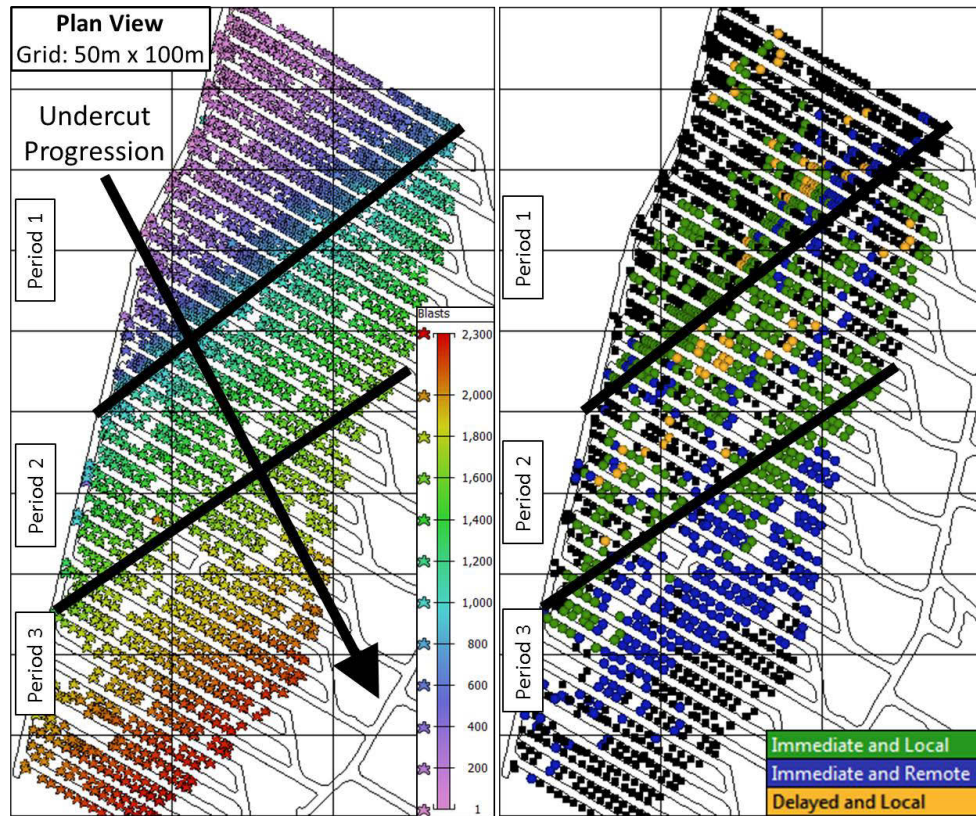 Plan View
Grid: 50m x 100m
Undercut
Progression
Period 1
Period 2
Period 3
Blasts
2,300
2,000
1,800
1,600
1,400
1,200
1,000
800
600
400
200
1
Period 1
Period 2
Period 3
Immediate and Local
Immediate and Remote
Delayed and Local